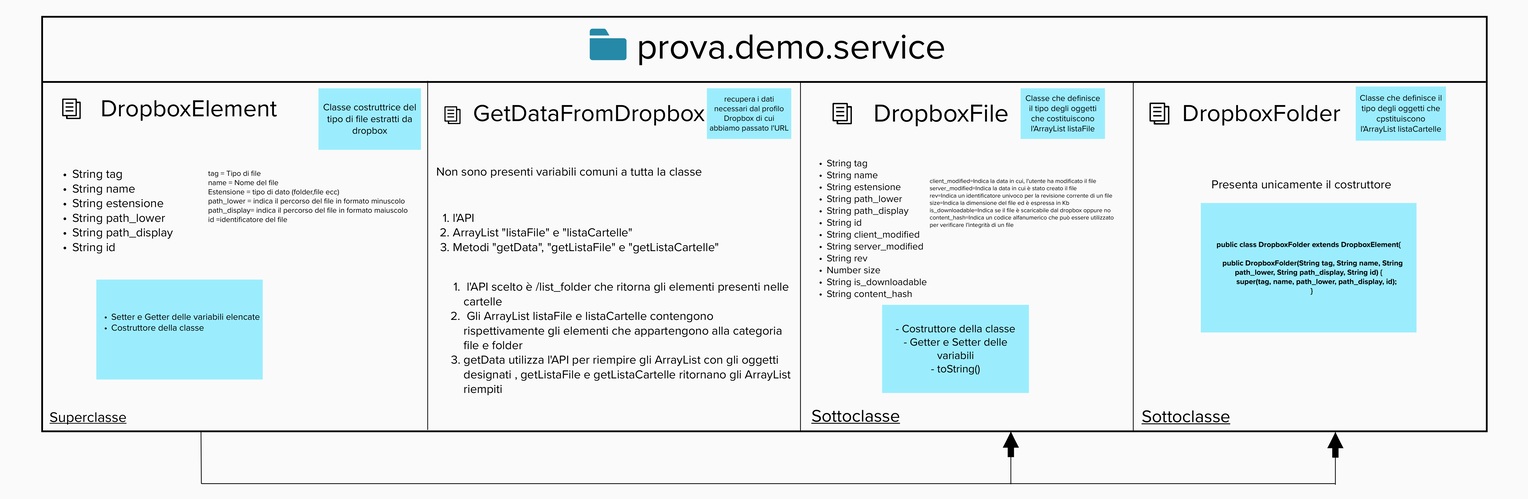 prova.demo.service
DropboxElement
Classe costruttrice del
tipo di file estratti da
dropbox
• String tag
• String name
• String estensione
• String path_lower
• String path_display
• String id
tag = Tipo di file
name = Nome del file
Estensione = tipo di dato (folder,file ecc)
path_lower = indica il percorso del file in formato minuscolo
path_display= indica il percorso del file in formato maiuscolo
id =identificatore del file
• Setter e Getter delle variabili elencate
• Costruttore della classe
Superclasse
GetDataFromDropbox
recupera i dati
necessari dal profilo
Dropbox di cui
abbiamo passato l'URL
Non sono presenti variabili comuni a tutta la classe
1. l'API
2. ArrayList "listaFile" e "listaCartelle"
3. Metodi "getData", "getListaFile" e "getListaCartelle"
1. l'API scelto è /list_folder che ritorna gli elementi presenti nelle
cartelle
2. Gli ArrayList listaFile e listaCartelle contengono
rispettivamente gli elementi che appartengono alla categoria
file e folder
3. getData utilizza l'API per riempire gli ArrayList con gli oggetti
designati , getListaFile e getListaCartelle ritornano gli ArrayList
riempiti
DropboxFile
Classe che definisce
il tipo degli oggetti
che costituiscono
l'ArrayList listaFile
• String tag
• String name
• String estensione
• String path_lower
• String path_display
• String id
• String client_modified
• String server_modified
• String rev
• Number size
• String is_downloadable
• String content_hash
client_modified=Indica la data in cui, l'utente ha modificato il file
server_modified=Indica la data in cui è stato creato il file
rev=Indica un identificatore univoco per la revisione corrente di un file
size=Indica la dimensione del file ed è espressa in Kb
is_downloadable=Indica se il file è scaricabile dal dropbox oppure no
content_hash=Indica un codice alfanumerico che può essere utilizzato
per verificare l'integrità di un file
- Costruttore della classe
- Getter e Setter delle
variabili
- toString()
Sottoclasse
DropboxFolder
Classe che definisce il
tipo degli oggetti che
cpstituiscono
l'ArrayList listaCartelle
Presenta unicamente il costruttore
public class DropboxFolder extends DropboxElement{
public DropboxFolder(String tag, String name, String
path_lower, String path_display, String id) {
super(tag, name, path_lower, path_display, id);
}
Sottoclasse